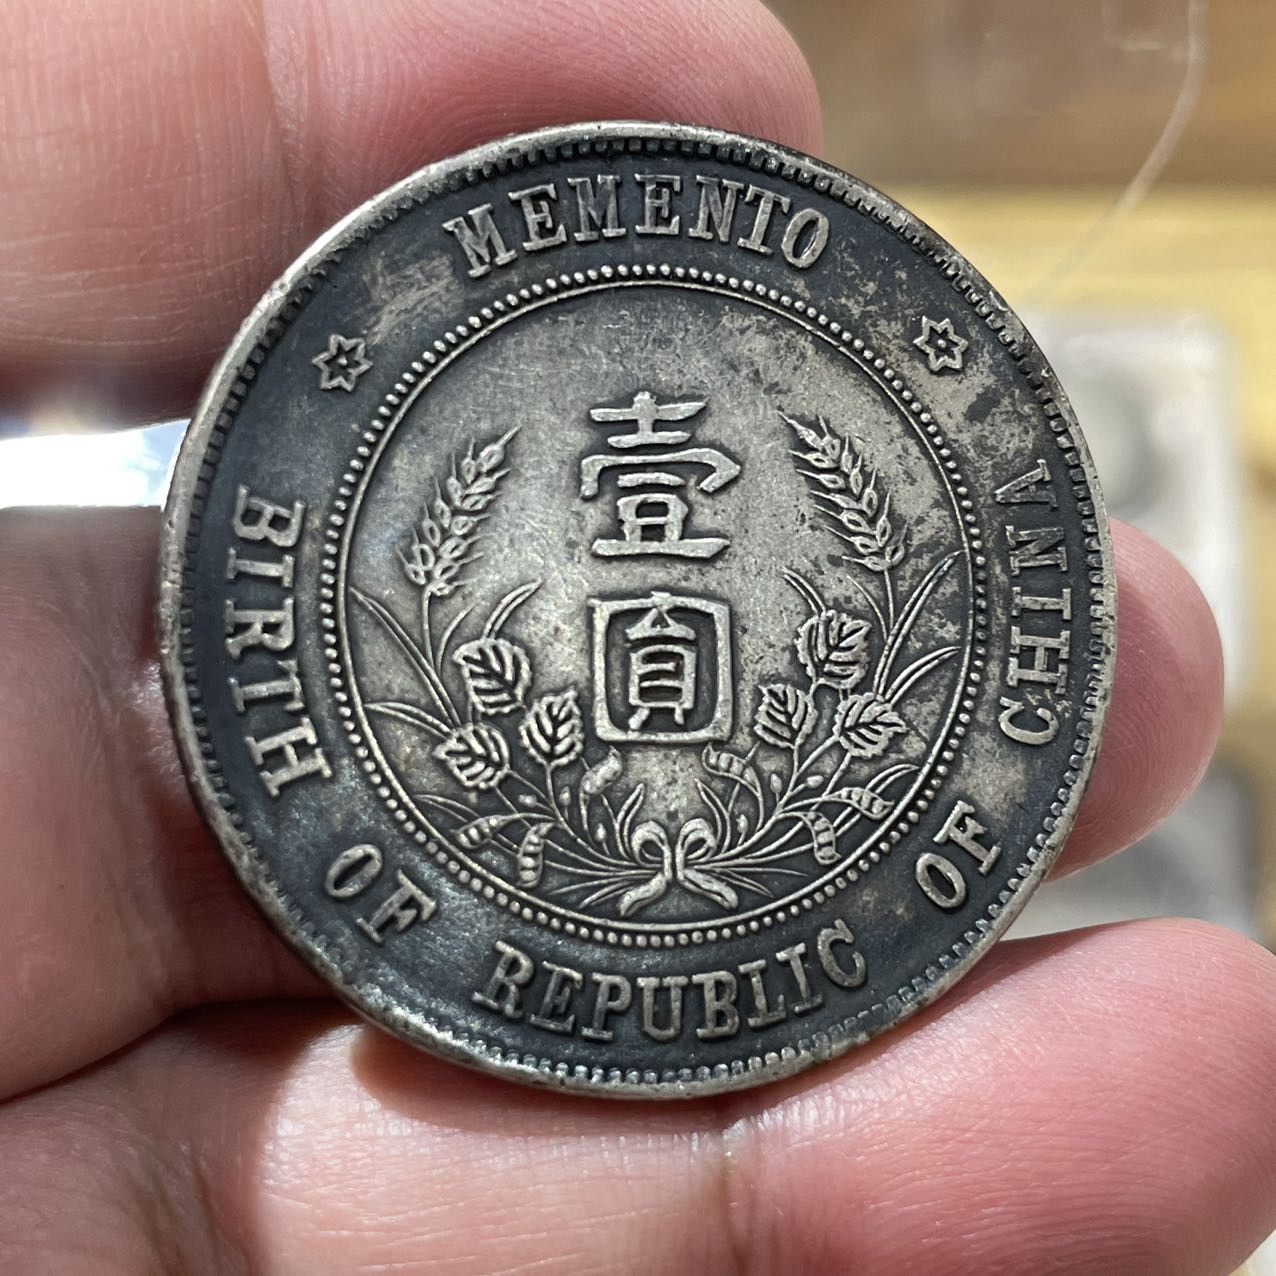 MEMENTO
壹
圓
BIRTH OF REPUBLIC OF CHINA